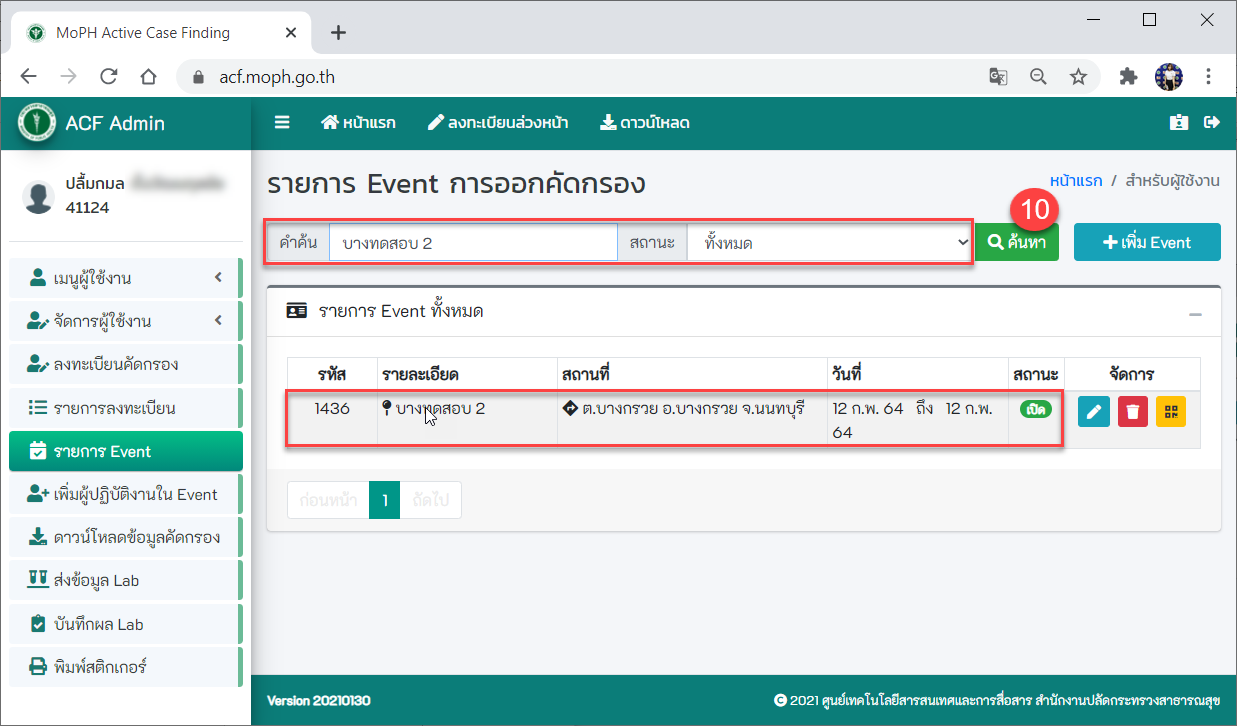 MoPH Active Case Finding
acf.moph.go.th
ACF Admin
หน้าแรก ลงทะเบียนล่วงหน้า ดาวน์โหลด
ปลื้มกมล
41124
เมนูผู้ใช้งาน
จัดการผู้ใช้งาน
ลงทะเบียนคัดกรอง
รายการลงทะเบียน
รายการ Event
เพิ่มผู้ปฏิบัติงานใน Event
ดาวน์โหลดข้อมูลคัดกรอง
ส่งข้อมูล Lab
บันทึกผล Lab
พิมพ์สติกเกอร์
รายการ Event การออกคัดกรอง
หน้าแรก / สำหรับผู้ใช้งาน
10
คำค้น บางทดสอบ 2 สถานะ ทั้งหมด ค้นหา เพิ่ม Event
รายการ Event ทั้งหมด
รหัส รายละเอียด สถานที่ วันที่ สถานะ จัดการ
1436 บางทดสอบ 2 ต.บางกรวย อ.บางกรวย จ.นนทบุรี 12 ก.พ. 64 ถึง 12 ก.พ. เปิด
64
ก่อนหน้า 1 ถัดไป
Version 20210130
© 2021 ศูนย์เทคโนโลยีสารสนเทศและการสื่อสาร สำนักงานปลัดกระทรวงสาธารณสุข